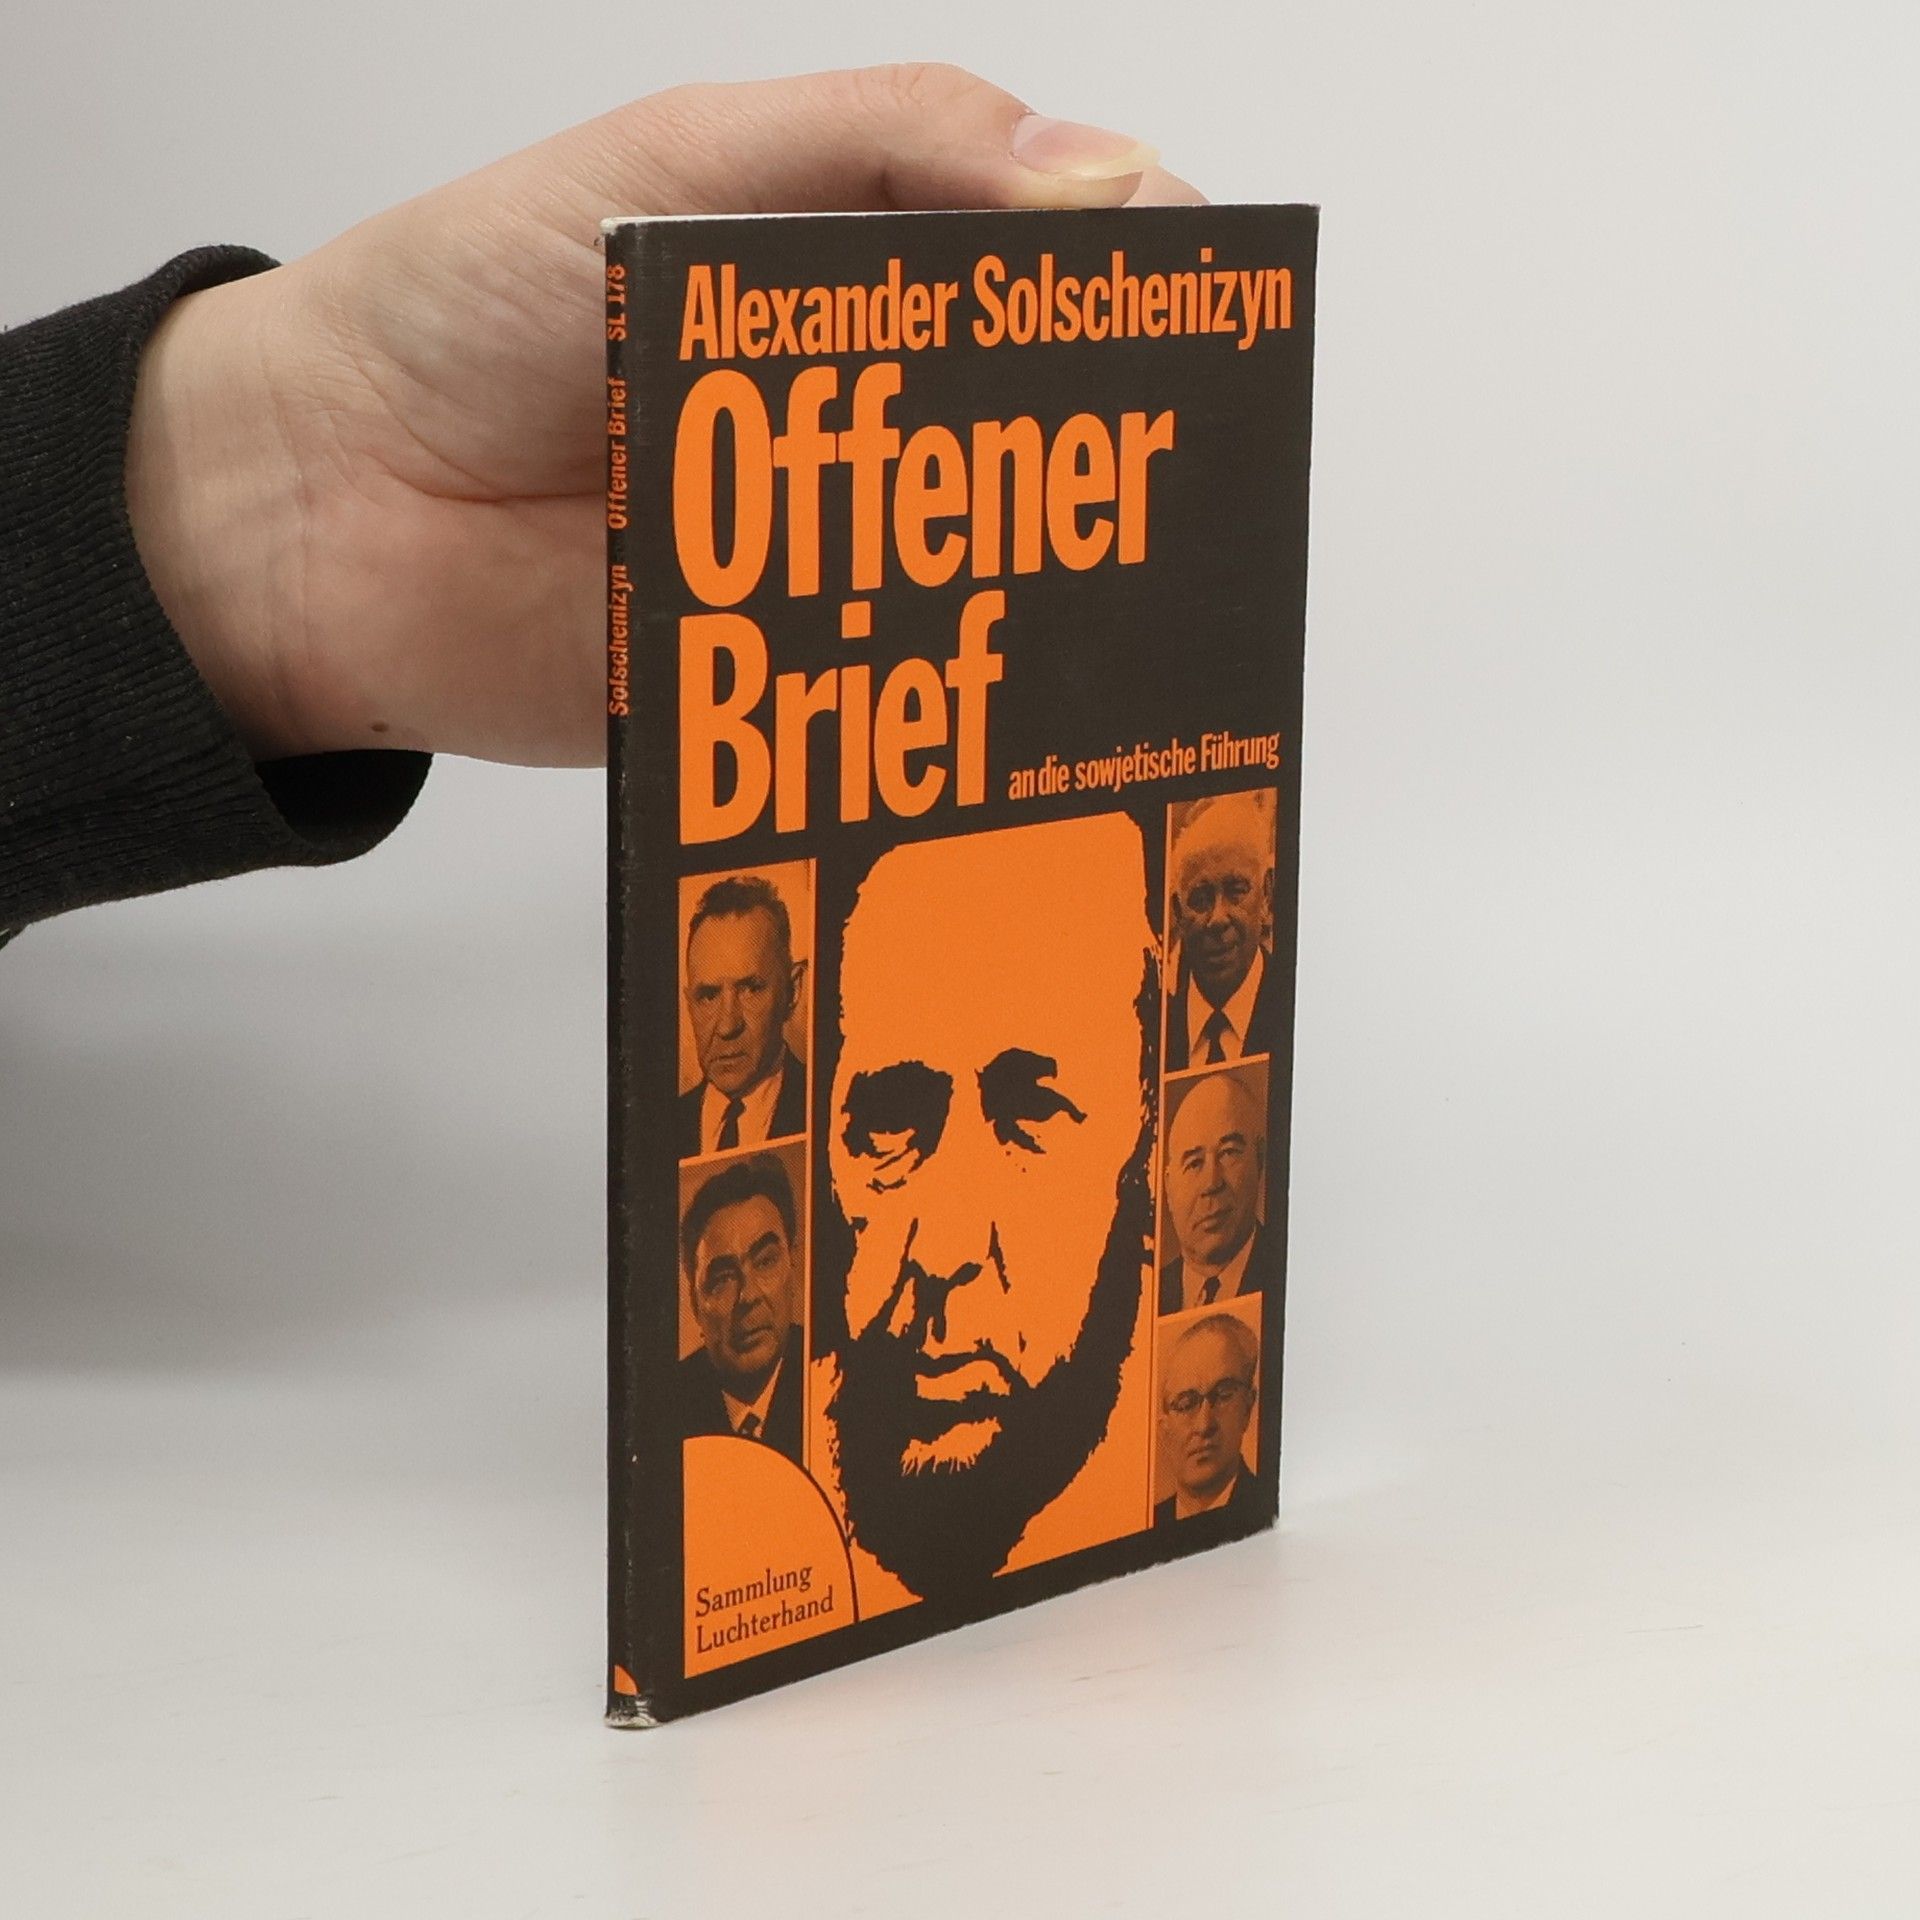 Alexander Solschenizyn
Offener
Brief
an die sowjetische Führung
Sammlung
Luchterhand
Solschenizyn Offener Brief SL 178